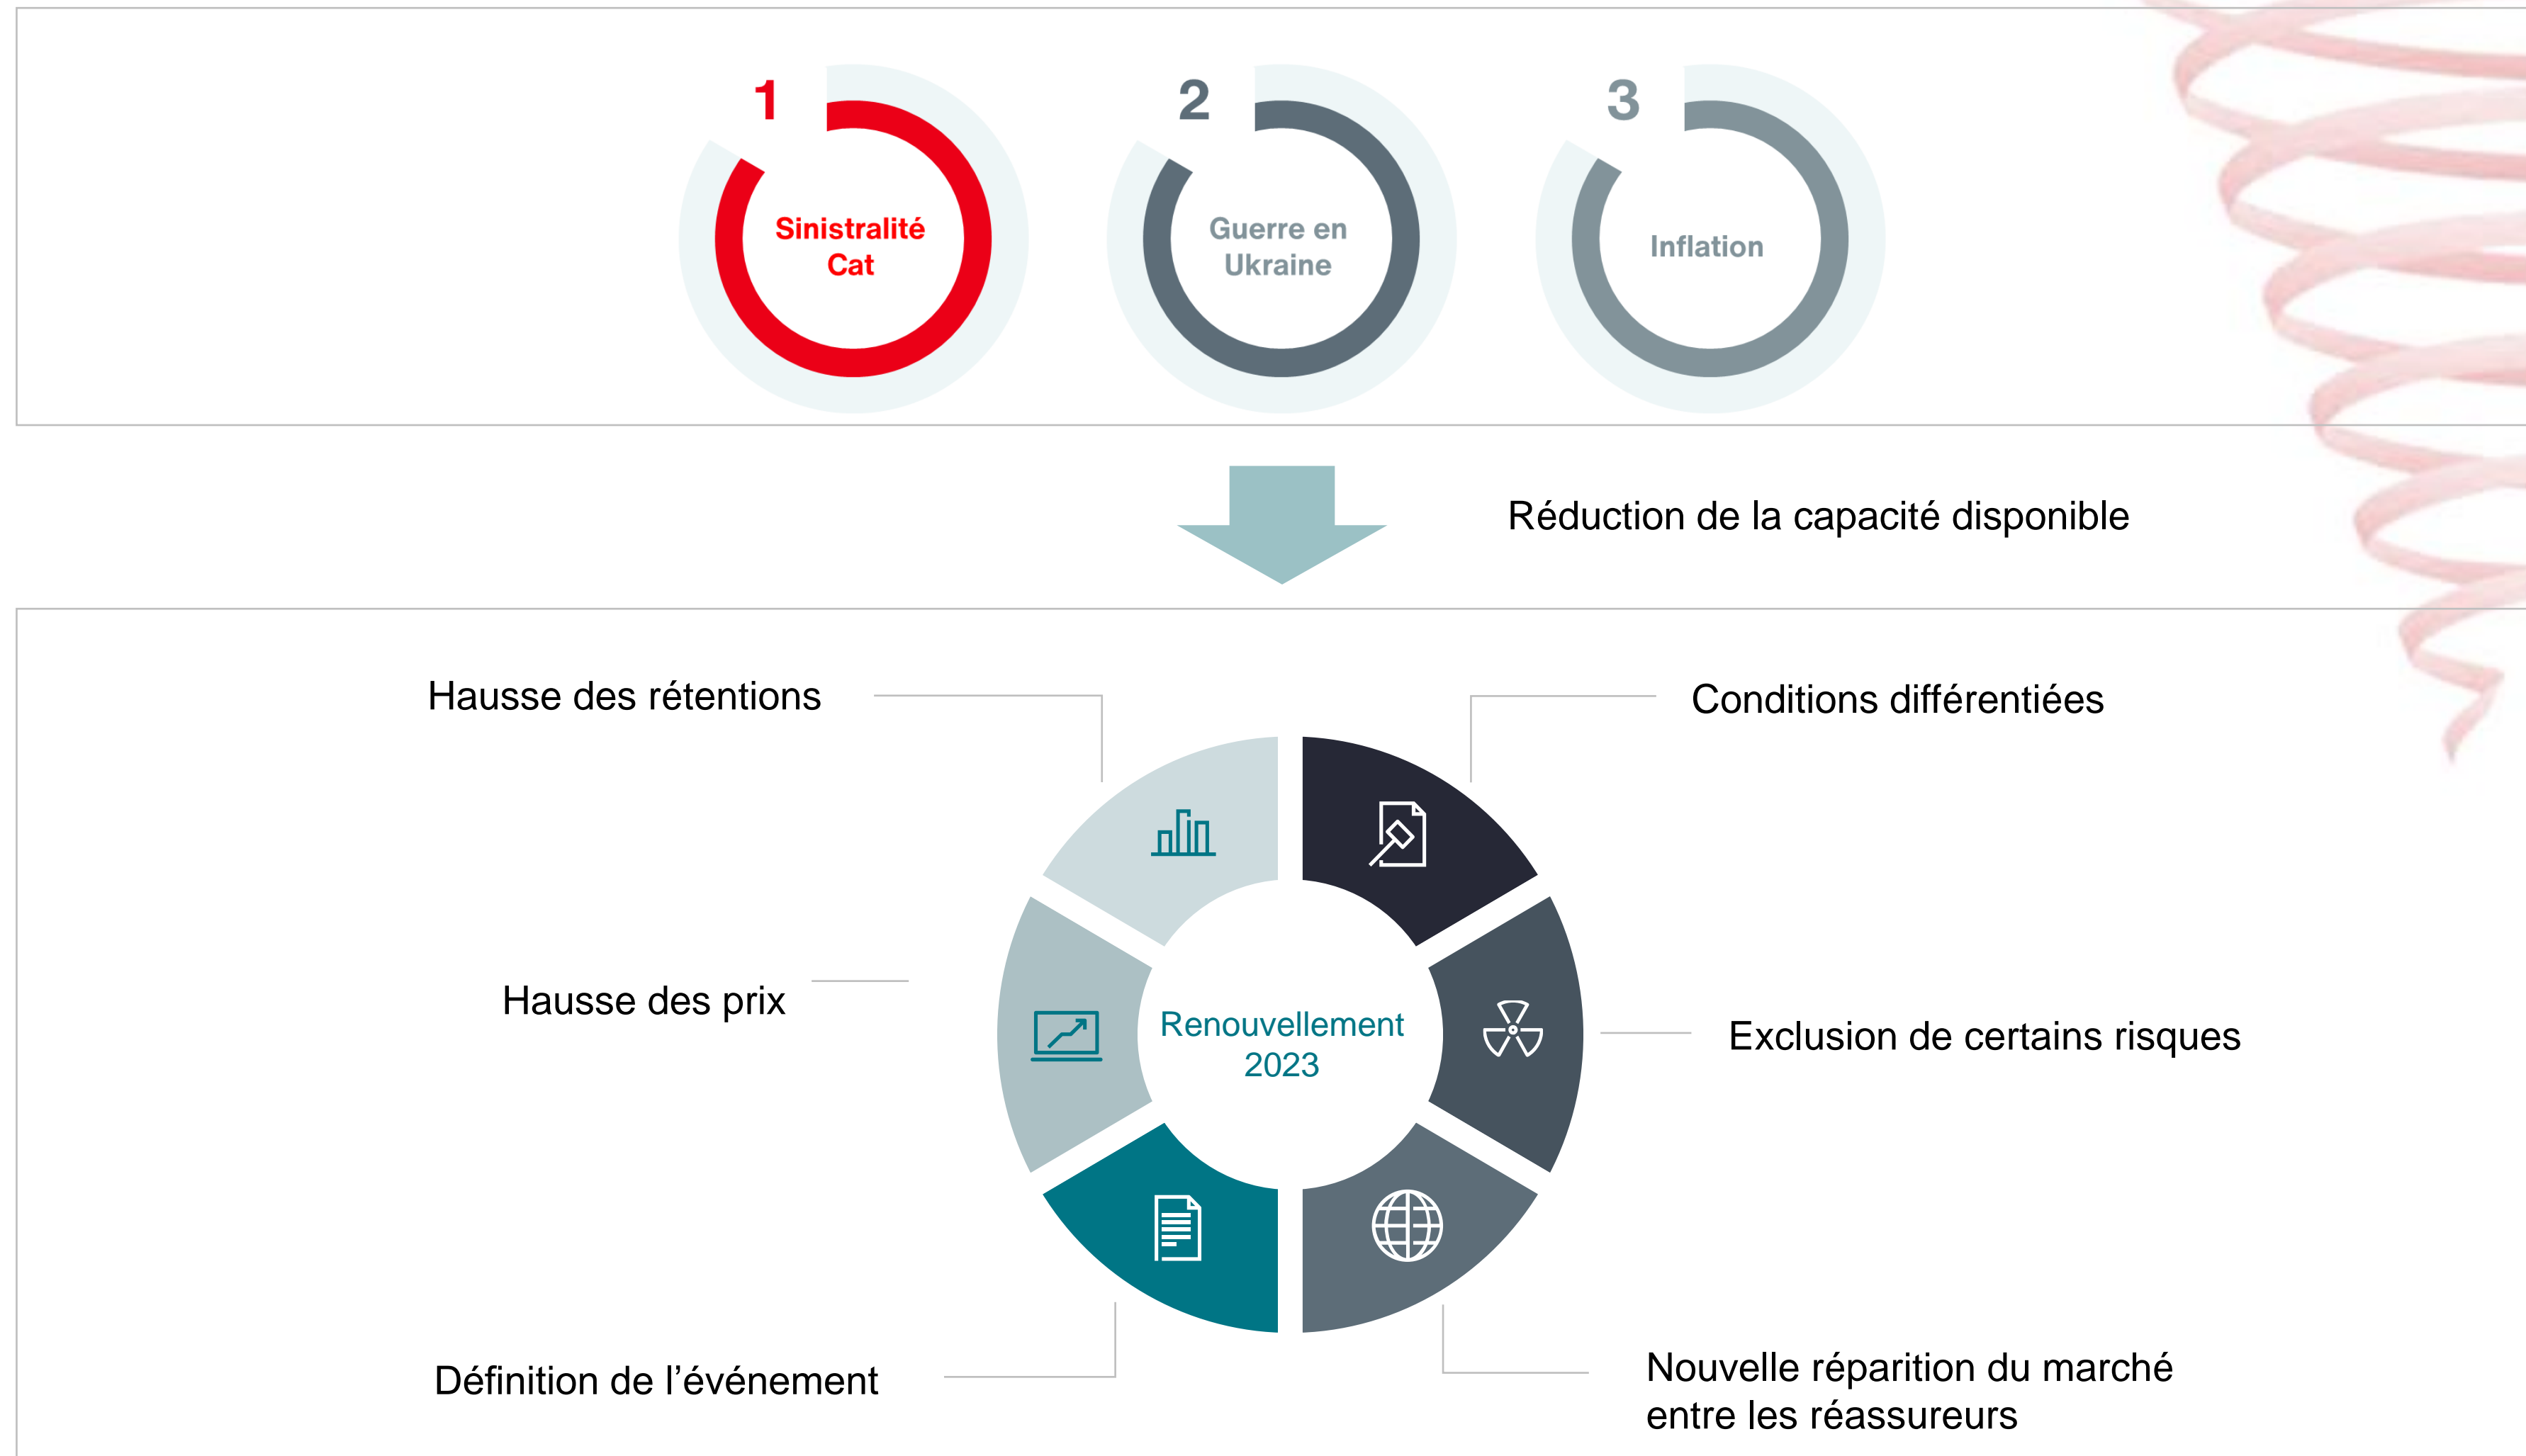 1
Sinistralité
Cat
2
Guerre en
Ukraine
3
Inflation
Réduction de la capacité disponible
Hausse des rétentions
Conditions différentiées
Hausse des prix
Renouvellement
2023
Exclusion de certains risques
Définition de l’événement
Nouvelle réparition du marché
entre les réassureurs